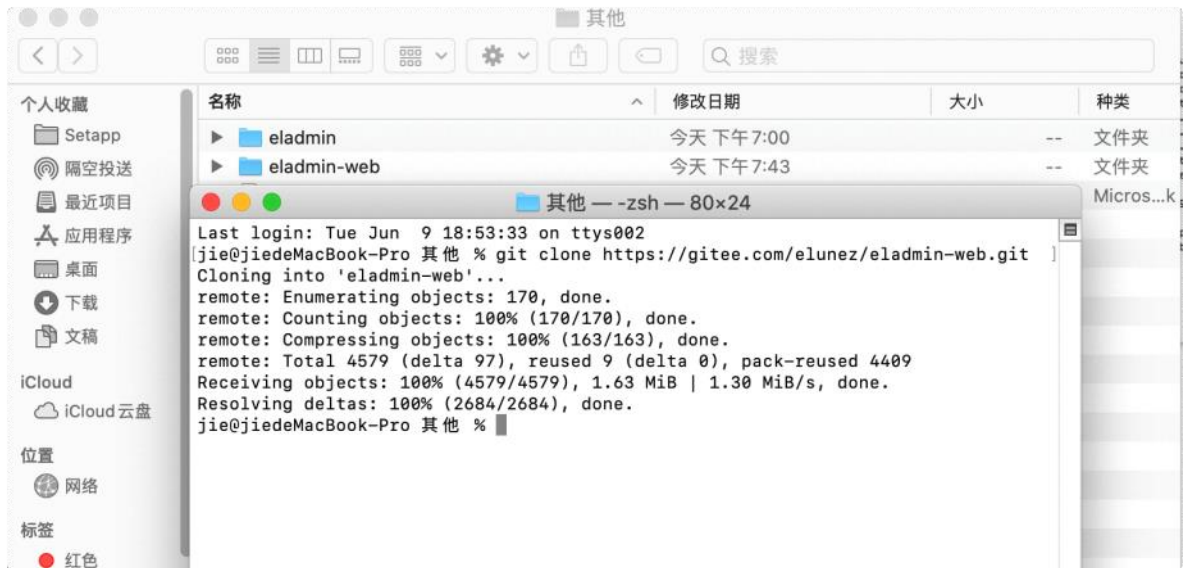 其他
搜索
个人收藏
Setapp
隔空投送
最近项目
应用程序
桌面
下载
文稿
iCloud
iCloud云盘
位置
网络
标签
红色
名称 修改日期 大小 种类
eladmin 今天 下午7:00 -- 文件夹
eladmin-web 今天 下午7:43 -- 文件夹
Micros...k
其他 — -zsh — 80×24
Last login: Tue Jun  9 18:53:33 on ttys002
[jie@jiedeMacBook-Pro 其他 % git clone https://gitee.com/elunez/eladmin-web.git ]
Cloning into 'eladmin-web'...
remote: Enumerating objects: 170, done.
remote: Counting objects: 100% (170/170), done.
remote: Compressing objects: 100% (163/163), done.
remote: Total 4579 (delta 97), reused 9 (delta 0), pack-reused 4409
Receiving objects: 100% (4579/4579), 1.63 MiB | 1.30 MiB/s, done.
Resolving deltas: 100% (2684/2684), done.
jie@jiedeMacBook-Pro 其他 %